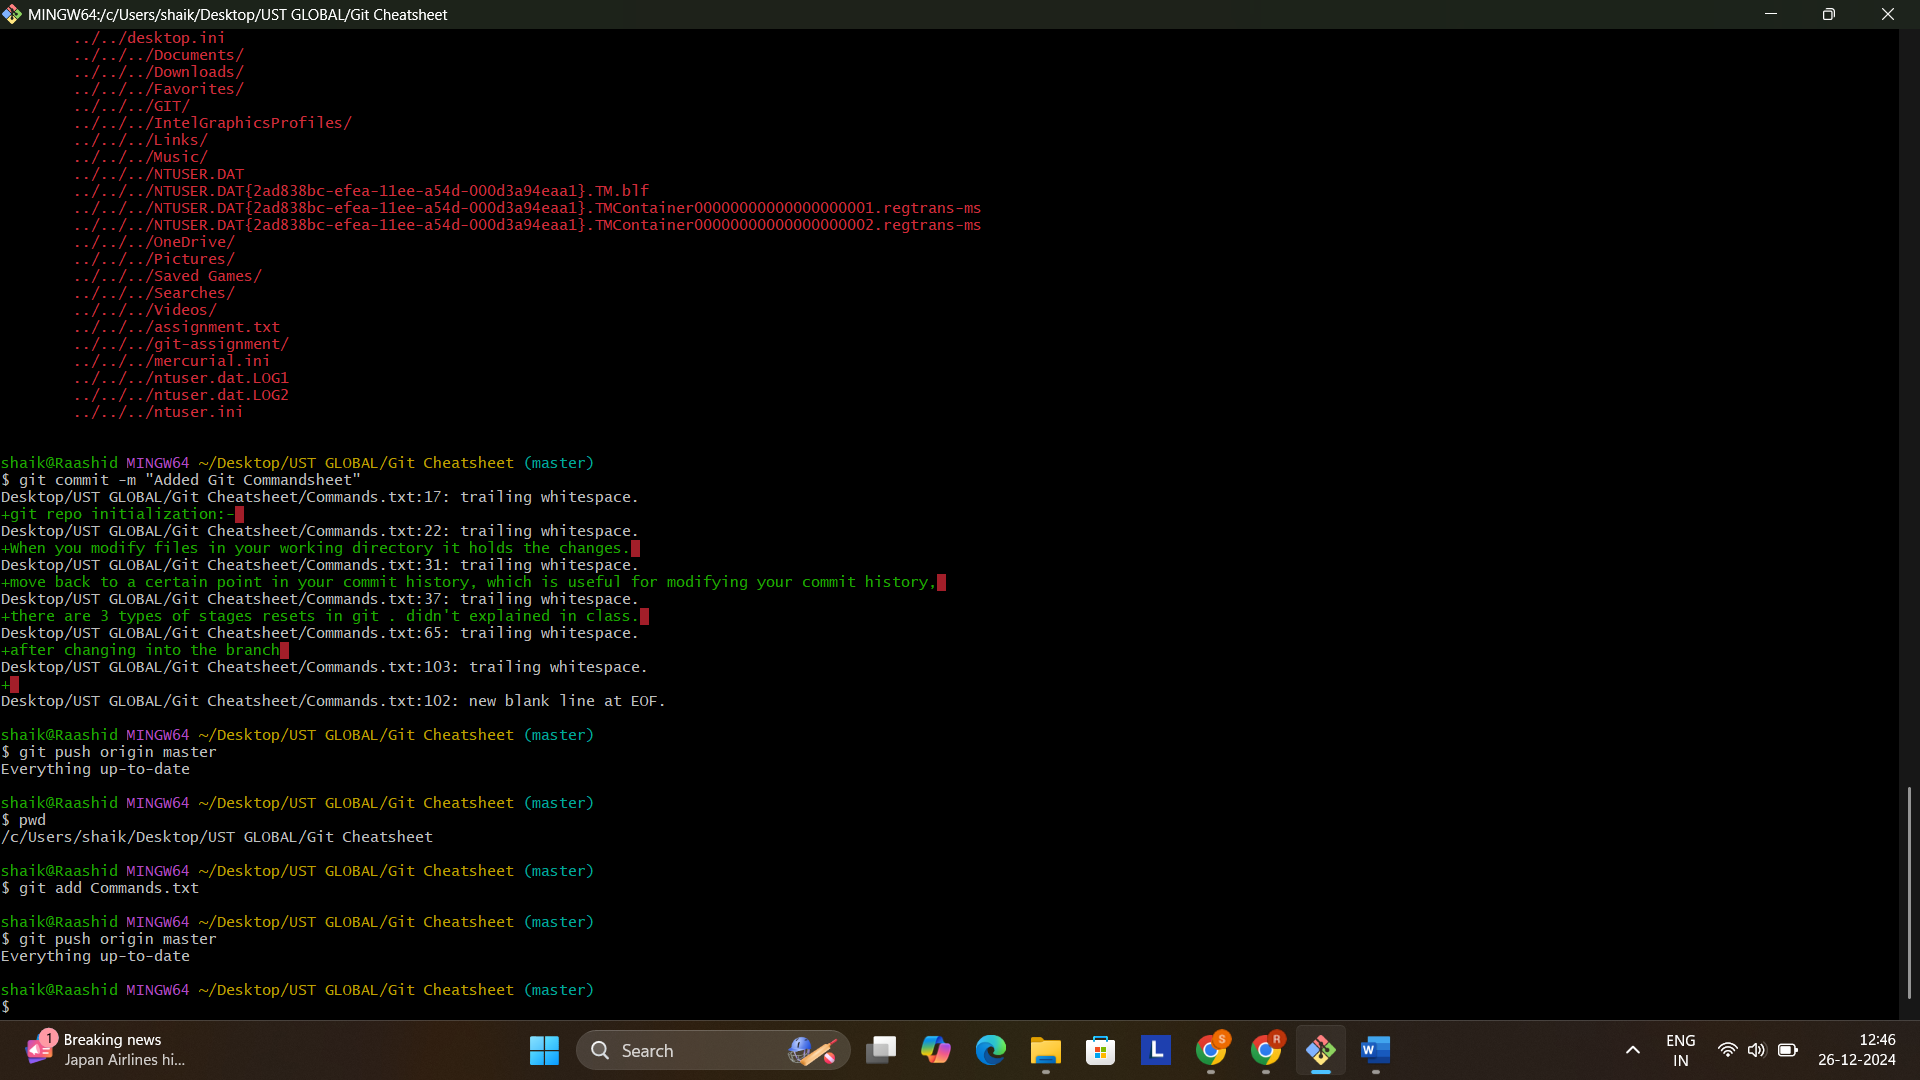 MINGW64:/c/Users/shaik/Desktop/UST GLOBAL/Git Cheatsheet
../../desktop.ini
../../../Documents/
../../../Downloads/
../../../Favorites/
../../../GIT/
../../../IntelGraphicsProfiles/
../../../Links/
../../../Music/
../../../NTUSER.DAT
../../../NTUSER.DAT{2ad838bc-efea-11ee-a54d-000d3a94eaa1}.TM.blf
../../../NTUSER.DAT{2ad838bc-efea-11ee-a54d-000d3a94eaa1}.TMContainer00000000000000000001.regtrans-ms
../../../NTUSER.DAT{2ad838bc-efea-11ee-a54d-000d3a94eaa1}.TMContainer00000000000000000002.regtrans-ms
../../../OneDrive/
../../../Pictures/
../../../Saved Games/
../../../Searches/
../../../Videos/
../../../assignment.txt
../../../git-assignment/
../../../mercurial.ini
../../../ntuser.dat.LOG1
../../../ntuser.dat.LOG2
../../../ntuser.ini
shaik@Raashid MINGW64 ~/Desktop/UST GLOBAL/Git Cheatsheet (master)
$ git commit -m "Added Git Commandsheet"
Desktop/UST GLOBAL/Git Cheatsheet/Commands.txt:17: trailing whitespace.
+git repo initialization:-
Desktop/UST GLOBAL/Git Cheatsheet/Commands.txt:22: trailing whitespace.
+When you modify files in your working directory it holds the changes.
Desktop/UST GLOBAL/Git Cheatsheet/Commands.txt:31: trailing whitespace.
+move back to a certain point in your commit history, which is useful for modifying your commit history,
Desktop/UST GLOBAL/Git Cheatsheet/Commands.txt:37: trailing whitespace.
+there are 3 types of stages resets in git . didn't explained in class.
Desktop/UST GLOBAL/Git Cheatsheet/Commands.txt:65: trailing whitespace.
+after changing into the branch
Desktop/UST GLOBAL/Git Cheatsheet/Commands.txt:103: trailing whitespace.
+
Desktop/UST GLOBAL/Git Cheatsheet/Commands.txt:102: new blank line at EOF.
shaik@Raashid MINGW64 ~/Desktop/UST GLOBAL/Git Cheatsheet (master)
$ git push origin master
Everything up-to-date
shaik@Raashid MINGW64 ~/Desktop/UST GLOBAL/Git Cheatsheet (master)
$ pwd
/c/Users/shaik/Desktop/UST GLOBAL/Git Cheatsheet
shaik@Raashid MINGW64 ~/Desktop/UST GLOBAL/Git Cheatsheet (master)
$ git add Commands.txt
shaik@Raashid MINGW64 ~/Desktop/UST GLOBAL/Git Cheatsheet (master)
$ git push origin master
Everything up-to-date
shaik@Raashid MINGW64 ~/Desktop/UST GLOBAL/Git Cheatsheet (master)
$
1
Breaking news
Japan Airlines hi...
Search
L
S
R
W
ENG
IN
12:46
26-12-2024